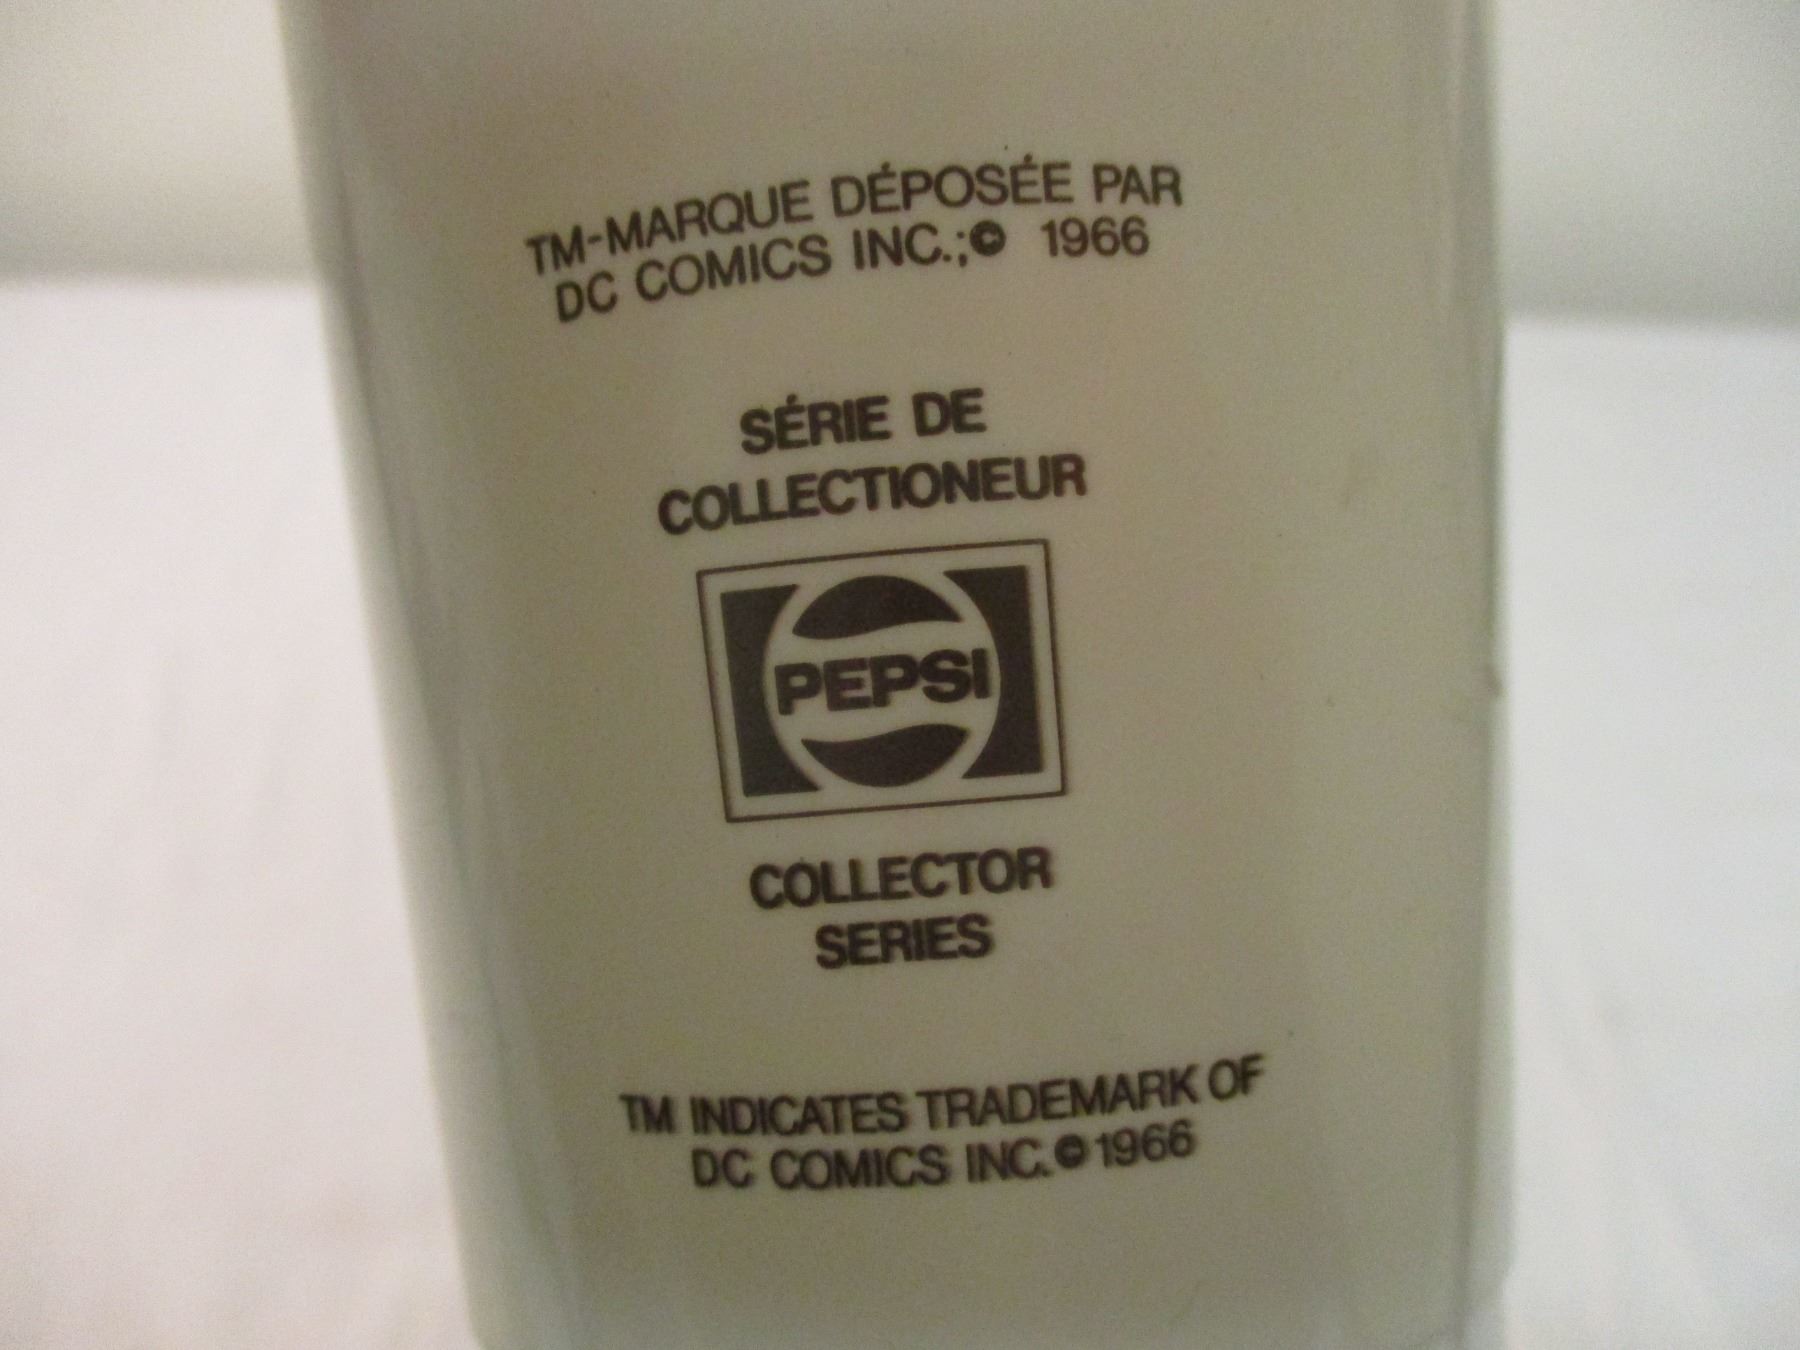 TM-MARQUE DÉPOSÉE PAR
DC COMICS INC.;© 1966
SÉRIE DE
COLLECTIONEUR
PEPSI
COLLECTOR
SERIES
TM INDICATES TRADEMARK OF
DC COMICS INC.©1966